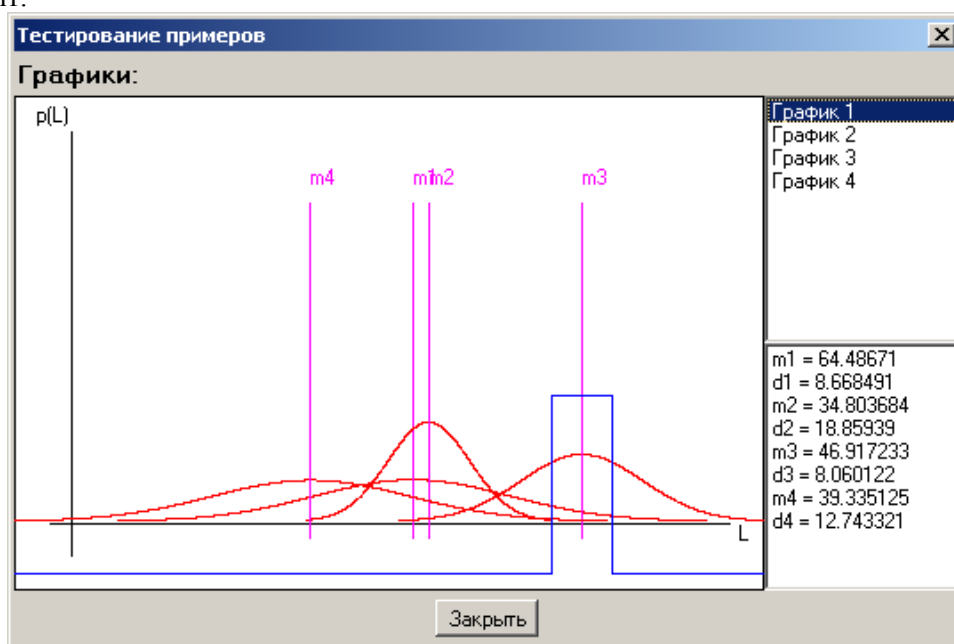 Тестирование примеров
Графики:
p(L)
m4
m1
m2
m3
L
График 1
График 2
График 3
График 4
m1 = 64.48671
d1 = 8.668491
m2 = 34.803684
d2 = 18.85939
m3 = 46.917233
d3 = 8.060122
m4 = 39.335125
d4 = 12.743321
Закрыть